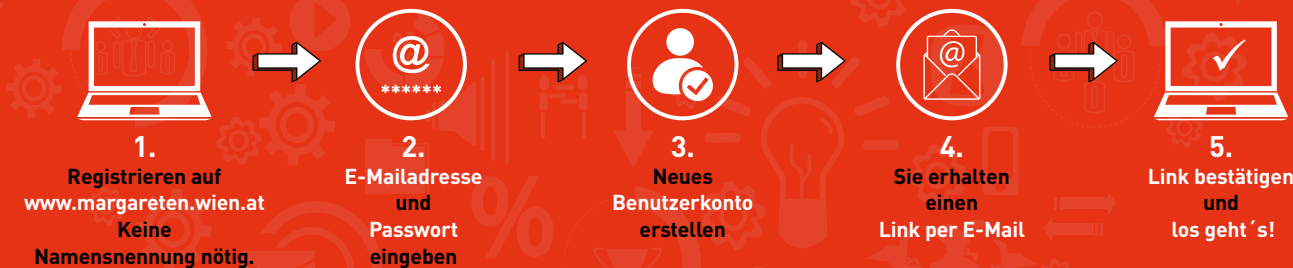 @
******
@
1.
Registrieren auf
www.margareten.wien.at
Keine
Namensnennung nötig.
2.
E-Mailadresse
und
Passwort
eingeben
3.
Neues
Benutzerkonto
erstellen
4.
Sie erhalten
einen
Link per E-Mail
5.
Link bestätigen
und
los geht´s!
%